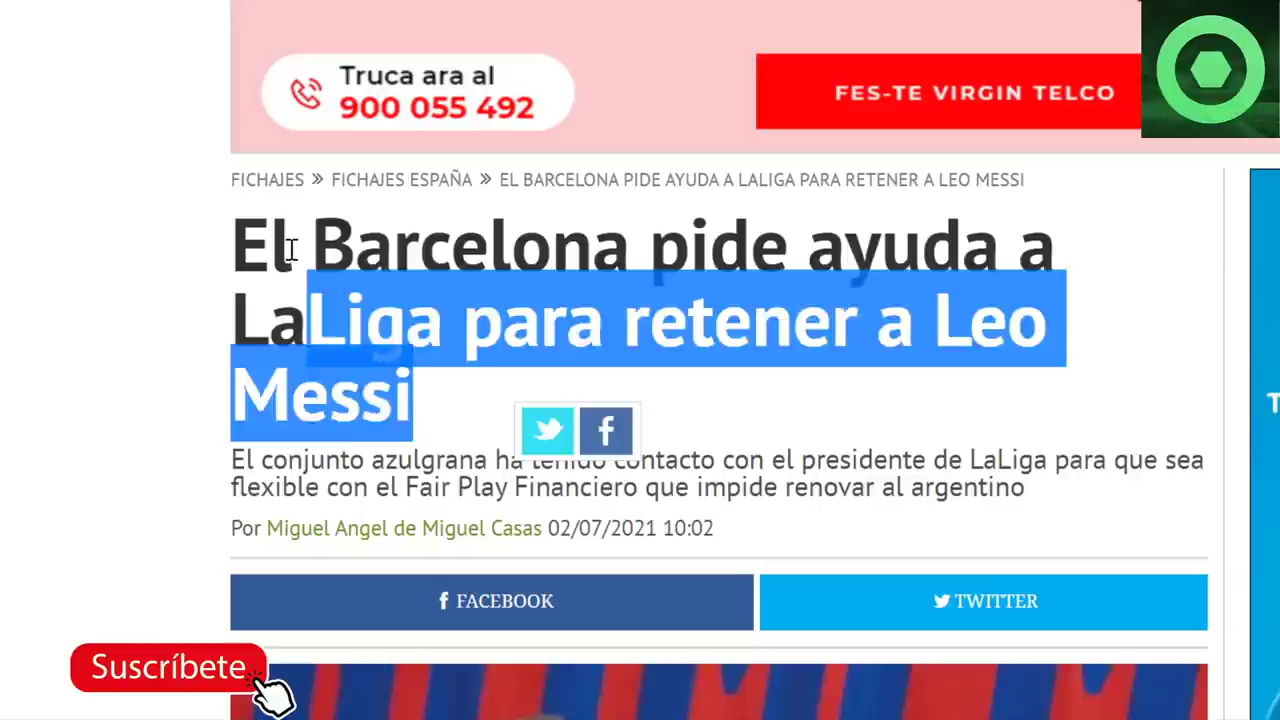 Truca ara al
900 055 492
FES-TE VIRGIN TELCO
FICHAJES » FICHAJES ESPAÑA » EL BARCELONA PIDE AYUDA A LALIGA PARA RETENER A LEO MESSI
El Barcelona pide ayuda a
LaLiga para retener a Leo
Messi
El conjunto azulgrana ha tenido contacto con el presidente de LaLiga para que sea
flexible con el Fair Play Financiero que impide renovar al argentino
Por Miguel Angel de Miguel Casas 02/07/2021 10:02
f FACEBOOK
TWITTER
T
Suscríbete